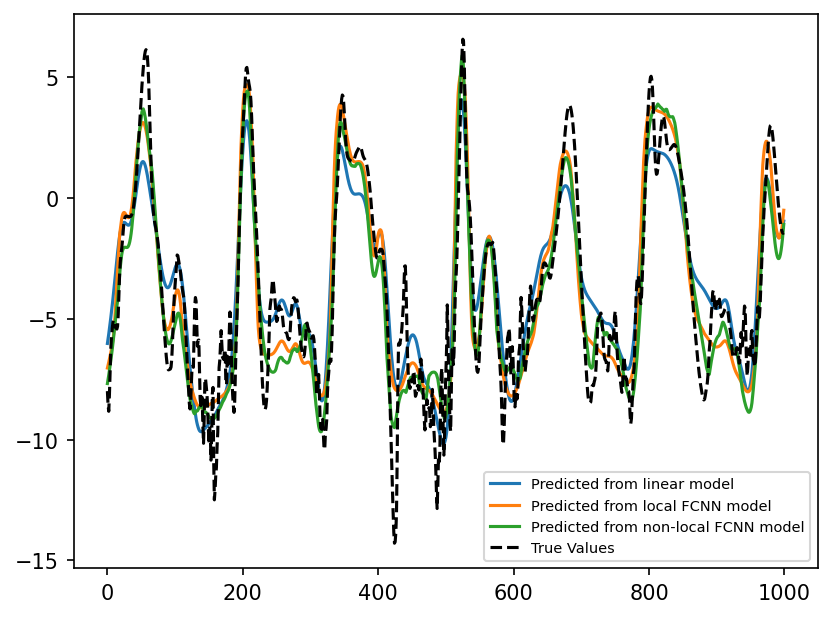 5
0
−5
−10
−15
0
200
400
600
800
1000
Predicted from linear model
Predicted from local FCNN model
Predicted from non-local FCNN model
True Values